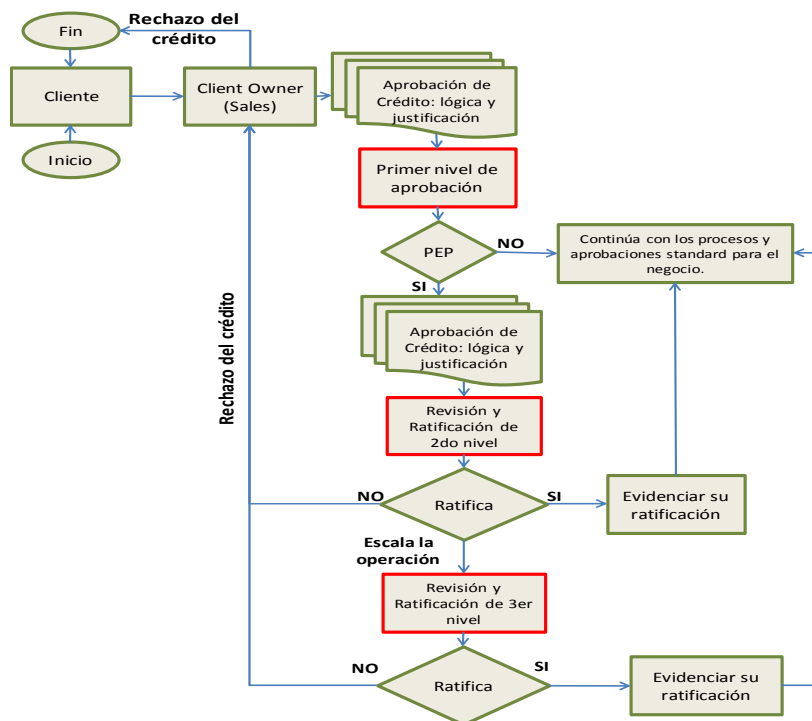 Rechazo del
crédito
Fin
Cliente
Client Owner
(Sales)
Aprobación de
Crédito: lógica y
justificación
Inicio
Primer nivel de
aprobación
PEP
NO
Continúa con los procesos y
aprobaciones standard para el
negocio.
SI
Aprobación de
Crédito: lógica y
justificación
Rechazo del crédito
Revisión y
Ratificación de
2do nivel
NO
Ratifica
SI
Evidenciar su
ratificación
Escala la
operación
Revisión y
Ratificación de 3er
nivel
NO
Ratifica
SI
Evidenciar su
ratificación